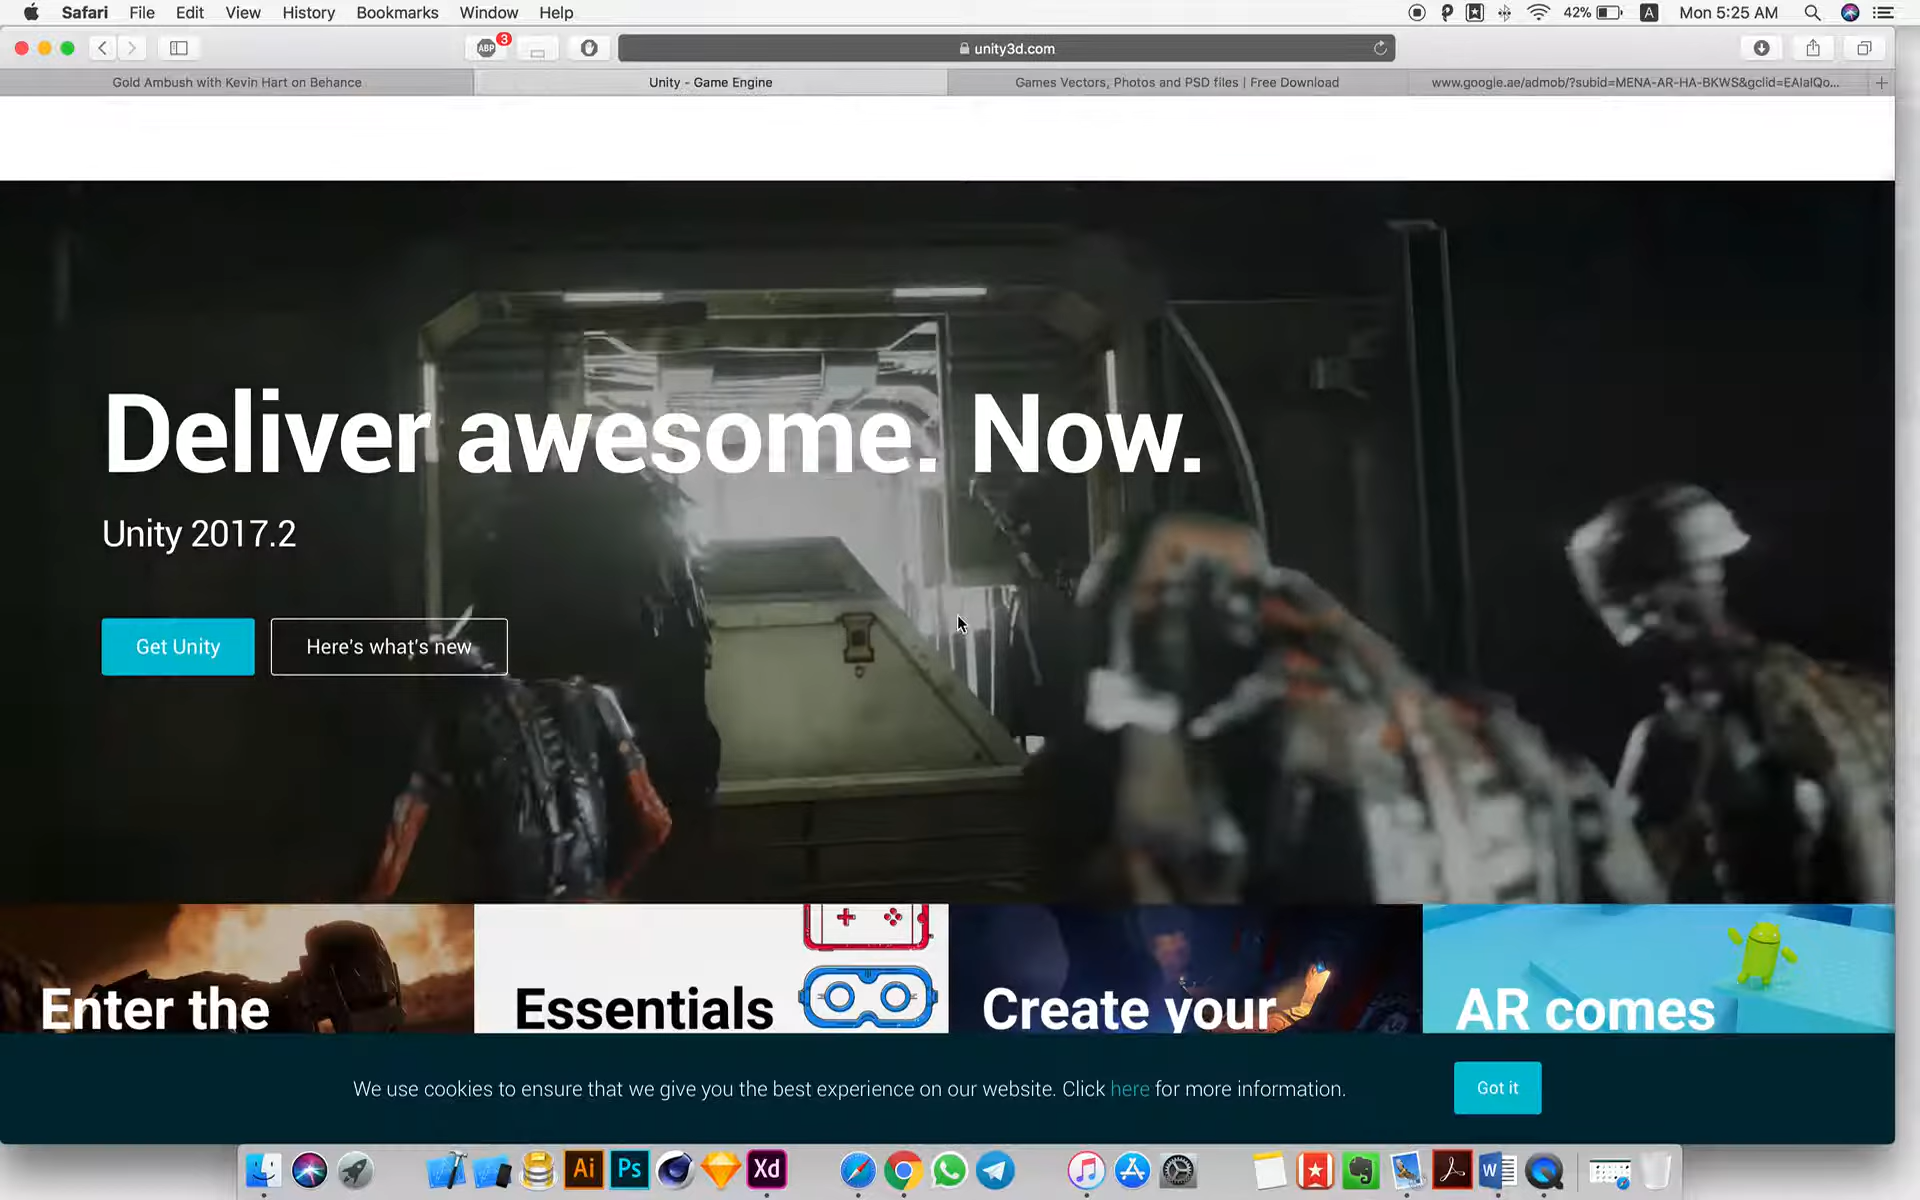 Safari File Edit View History Bookmarks Window Help 42% A Mon 5:25 AM
ABP 3 unity3d.com
Gold Ambush with Kevin Hart on Behance Unity - Game Engine Games Vectors, Photos and PSD files | Free Download www.google.ae/admob/?subid=MENA-AR-HA-BKWS&gclid=EAIaIQo... +
Deliver awesome. Now.
Unity 2017.2
Get Unity Here's what's new
Enter the Essentials Create your AR comes
We use cookies to ensure that we give you the best experience on our website. Click here for more information. Got it
Ai Ps Xd W